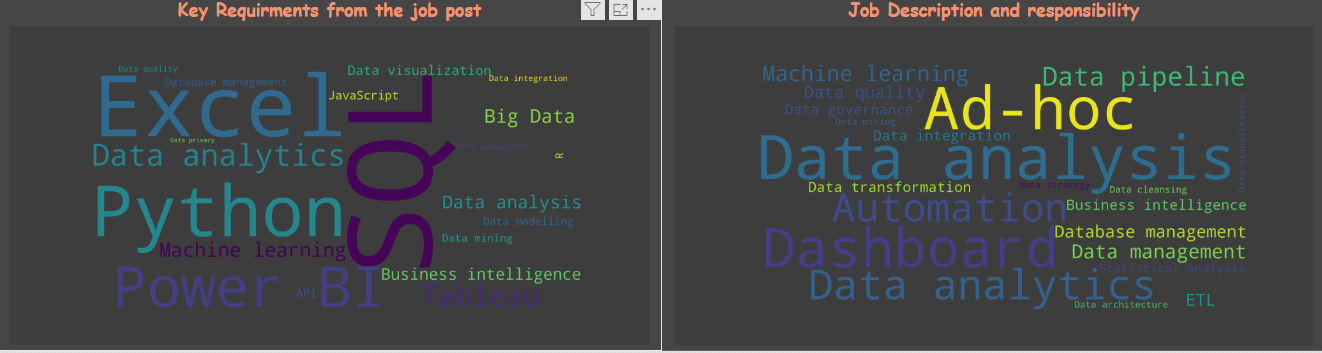 Key Requirments from the job post
Data quality
Database management
Data visualization
Data integration
Excel
JavaScript
Big Data
SQL
Data privacy
Data analytics
Data management
R
Python
Data analysis
Data modelling
Data mining
Machine learning
Power BI
API
Business intelligence
Tableau
Job Description and responsibility
Machine learning
Data pipeline
Data quality
Data governance
Ad-hoc
Data mining
Data integration
Data visualization
Data analysis
Data transformation
Data strategy
Data cleansing
Automation
Business intelligence
Database management
Dashboard
Data management
Statistical analysis
Data analytics
Data architecture
ETL